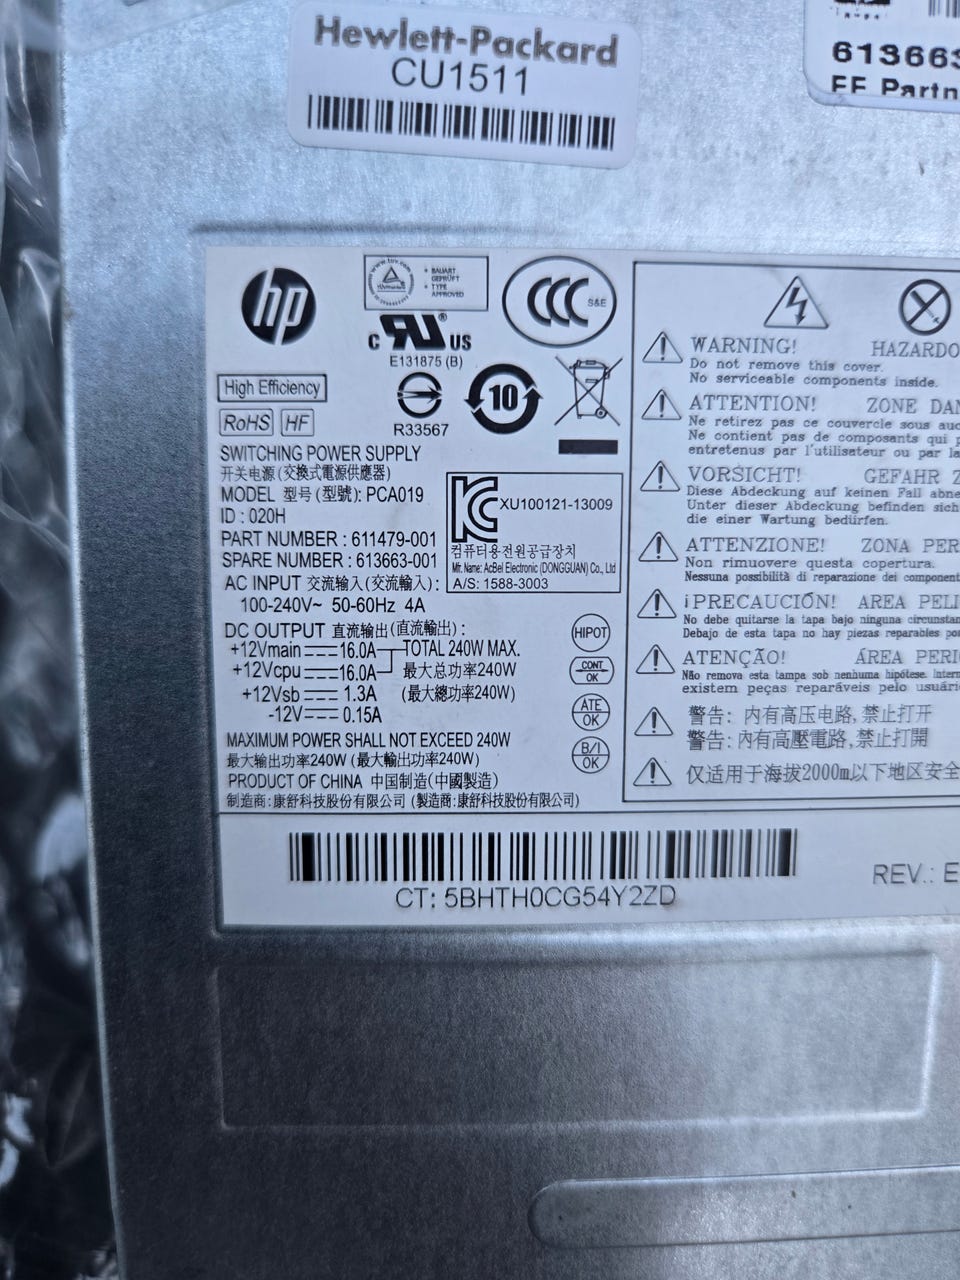 Hewlett-Packard
CU1511
613663
FF Partn
hp
www.tuv.com
TÜVRheinland
BAUART
GEPRÜFT
TYPE
APPROVED
CCC S&E
c RU® US
E131875 (B)
High Efficiency
RoHS HF
R33567
10
SWITCHING POWER SUPPLY
开关电源(交換式電源供應器)
MODEL 型号(型號): PCA019
ID : 020H
PART NUMBER : 611479-001
SPARE NUMBER : 613663-001
XU100121-13009
컴퓨터용전원공급장치
Mfr. Name: AcBel Electronic (DONGGUAN) Co., Ltd
A/S: 1588-3003
AC INPUT 交流输入(交流輸入) :
100-240V~ 50-60Hz 4A
DC OUTPUT 直流输出(直流輸出) :
+12Vmain 16.0A TOTAL 240W MAX.
+12Vcpu 16.0A 最大总功率240W
+12Vsb 1.3A (最大總功率240W)
-12V 0.15A
HIPOT
CONT OK
ATE OK
B/I OK
MAXIMUM POWER SHALL NOT EXCEED 240W
最大输出功率240W (最大輸出功率240W)
PRODUCT OF CHINA 中国制造(中國製造)
制造商:康舒科技股份有限公司 (製造商:康舒科技股份有限公司)
WARNING! HAZARDO
Do not remove this cover.
No serviceable components inside.
ATTENTION! ZONE DAN
Ne retirez pas ce couvercle sous auc
Ne contient pas de composants qui p
entretenus par l'utilisateur ou par la
VORSICHT! GEFAHR Z
Diese Abdeckung auf keinen Fall abne
Unter dieser Abdeckung befinden sich
die einer Wartung bedürfen.
ATTENZIONE! ZONA PER
Non rimuovere questa copertura.
Nessuna possibilità di reparazione dei component
¡PRECAUCIÓN! AREA PELI
No debe quitarse la tapa bajo ninguna circunstan
Debajo de esta tapa no hay piezas reparables po
ATENÇÃO! ÁREA PERI
Não remova esta tampa sob nenhuma hipótese. Intern
existem peças reparáveis pelo usuári
警告: 内有高压电路,禁止打开
警告: 內有高壓電路,禁止打開
仅适用于海拔2000m以下地区安全
CT: 5BHTH0CG54Y2ZD
REV.: E